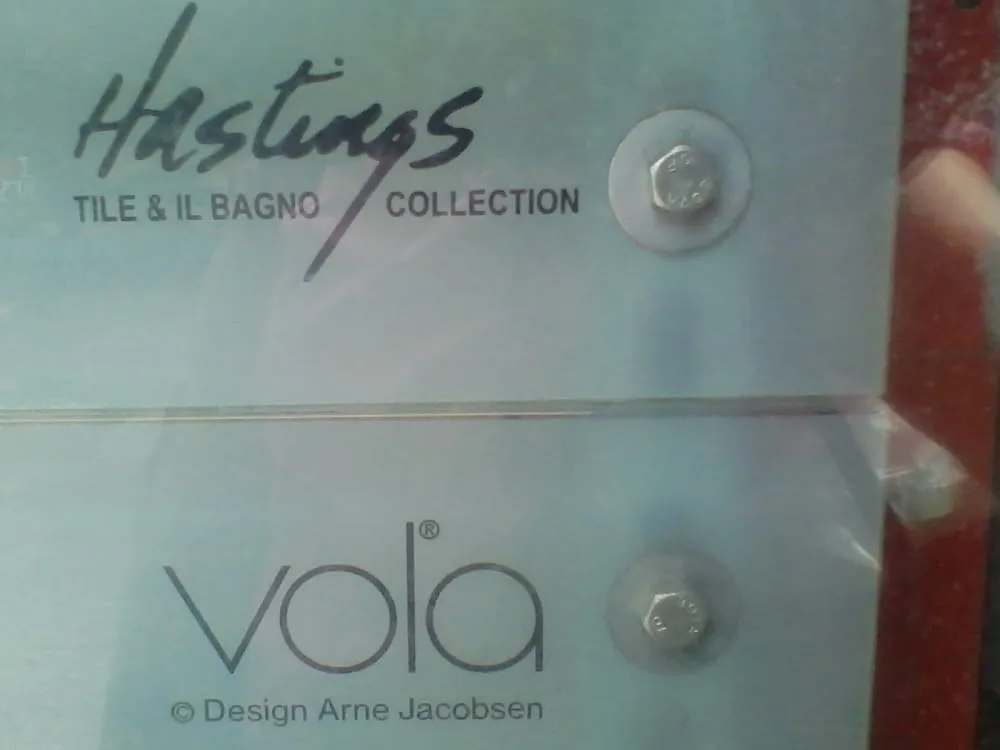 Hastings
TILE & IL BAGNO COLLECTION
vola®
© Design Arne Jacobsen